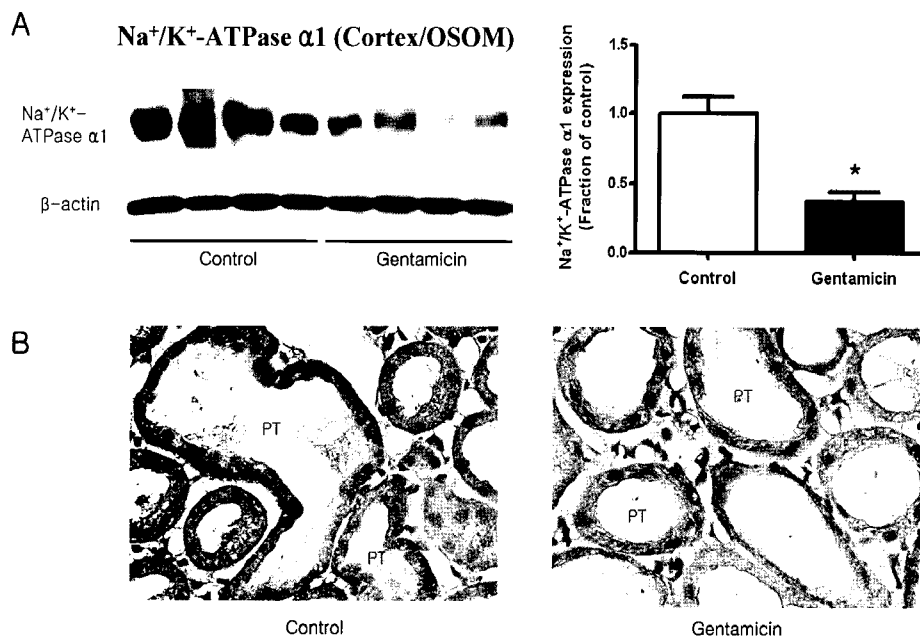 A
Na⁺/K⁺-ATPase α1 (Cortex/OSOM)
Na⁺/K⁺-
ATPase α1
β-actin
Control
Gentamicin
Na⁺/K⁺-ATPase α1 expression
(Fraction of control)
1.5
1.0
0.5
0.0
*
Control
Gentamicin
B
PT
PT
Control
PT
PT
Gentamicin